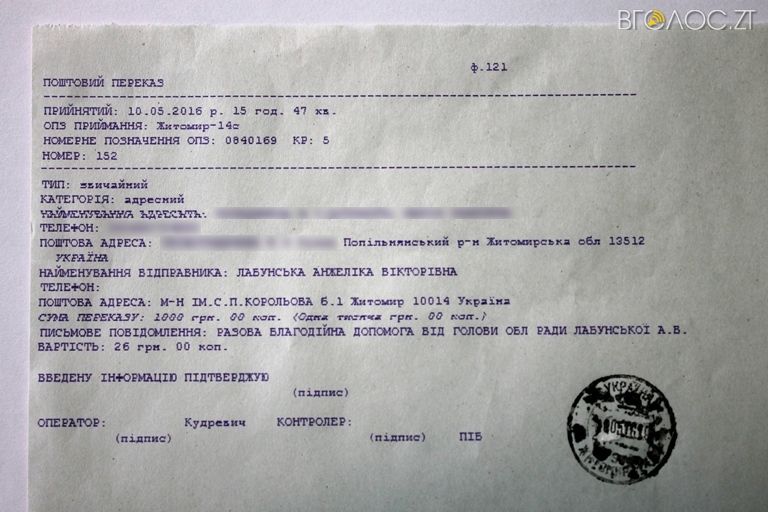 ВГОЛОС.ZT
ф.121
ПОШТОВИЙ ПЕРЕКАЗ
ПРИЙНЯТИЙ: 10.05.2016 р. 15 год. 47 хв.
ОПЗ ПРИЙМАННЯ: Житомир-14с
НОМЕРНЕ ПОЗНАЧЕННЯ ОПЗ: 0840169 КР: 5
НОМЕР: 152
ТИП: звичайний
КАТЕГОРІЯ: адресний
НАЙМЕНУВАННЯ АДРЕСАТА:
ТЕЛЕФОН:
ПОШТОВА АДРЕСА: Попільнянський р-н Житомирська обл 13512
УКРАЇНА
НАЙМЕНУВАННЯ ВІДПРАВНИКА: ЛАБУНСЬКА АНЖЕЛІКА ВІКТОРІВНА
ТЕЛЕФОН:
ПОШТОВА АДРЕСА: М-Н ІМ.С.П.КОРОЛЬОВА б.1 Житомир 10014 Україна
СУМА ПЕРЕКАЗУ: 1000 грн. 00 коп. (Одна тисяча грн. 00 коп.)
ПИСЬМОВЕ ПОВІДОМЛЕННЯ: РАЗОВА БЛАГОДІЙНА ДОПОМОГА ВІД ГОЛОВИ ОБЛ РАДИ ЛАБУНСЬКОЇ А.В.
ВАРТІСТЬ: 26 грн. 00 коп.
ВВЕДЕНУ ІНФОРМАЦІЮ ПІДТВЕРДЖУЮ
(підпис)
ОПЕРАТОР: Кудревич КОНТРОЛЕР:
(підпис) (підпис) ПІБ
УКРАЇНА